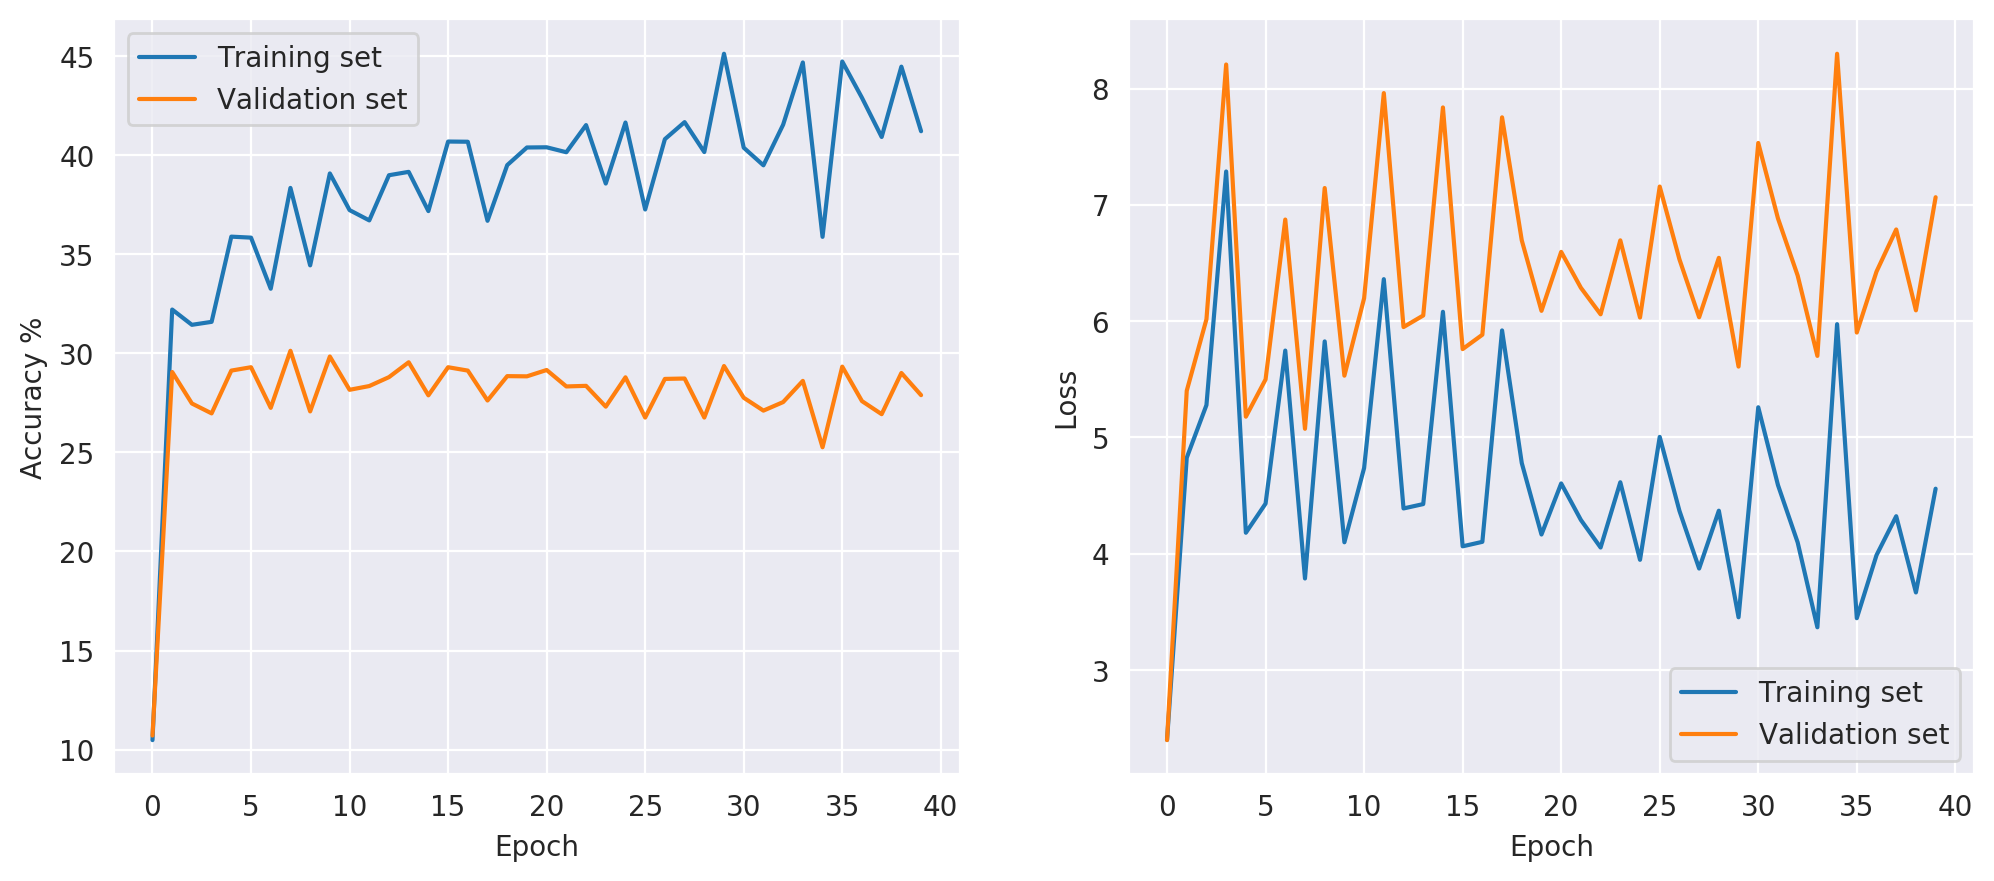 Training set
Validation set
45
40
35
30
25
20
15
10
Accuracy %
0 5 10 15 20 25 30 35 40
Epoch
8
7
6
5
4
3
Loss
Training set
Validation set
0 5 10 15 20 25 30 35 40
Epoch